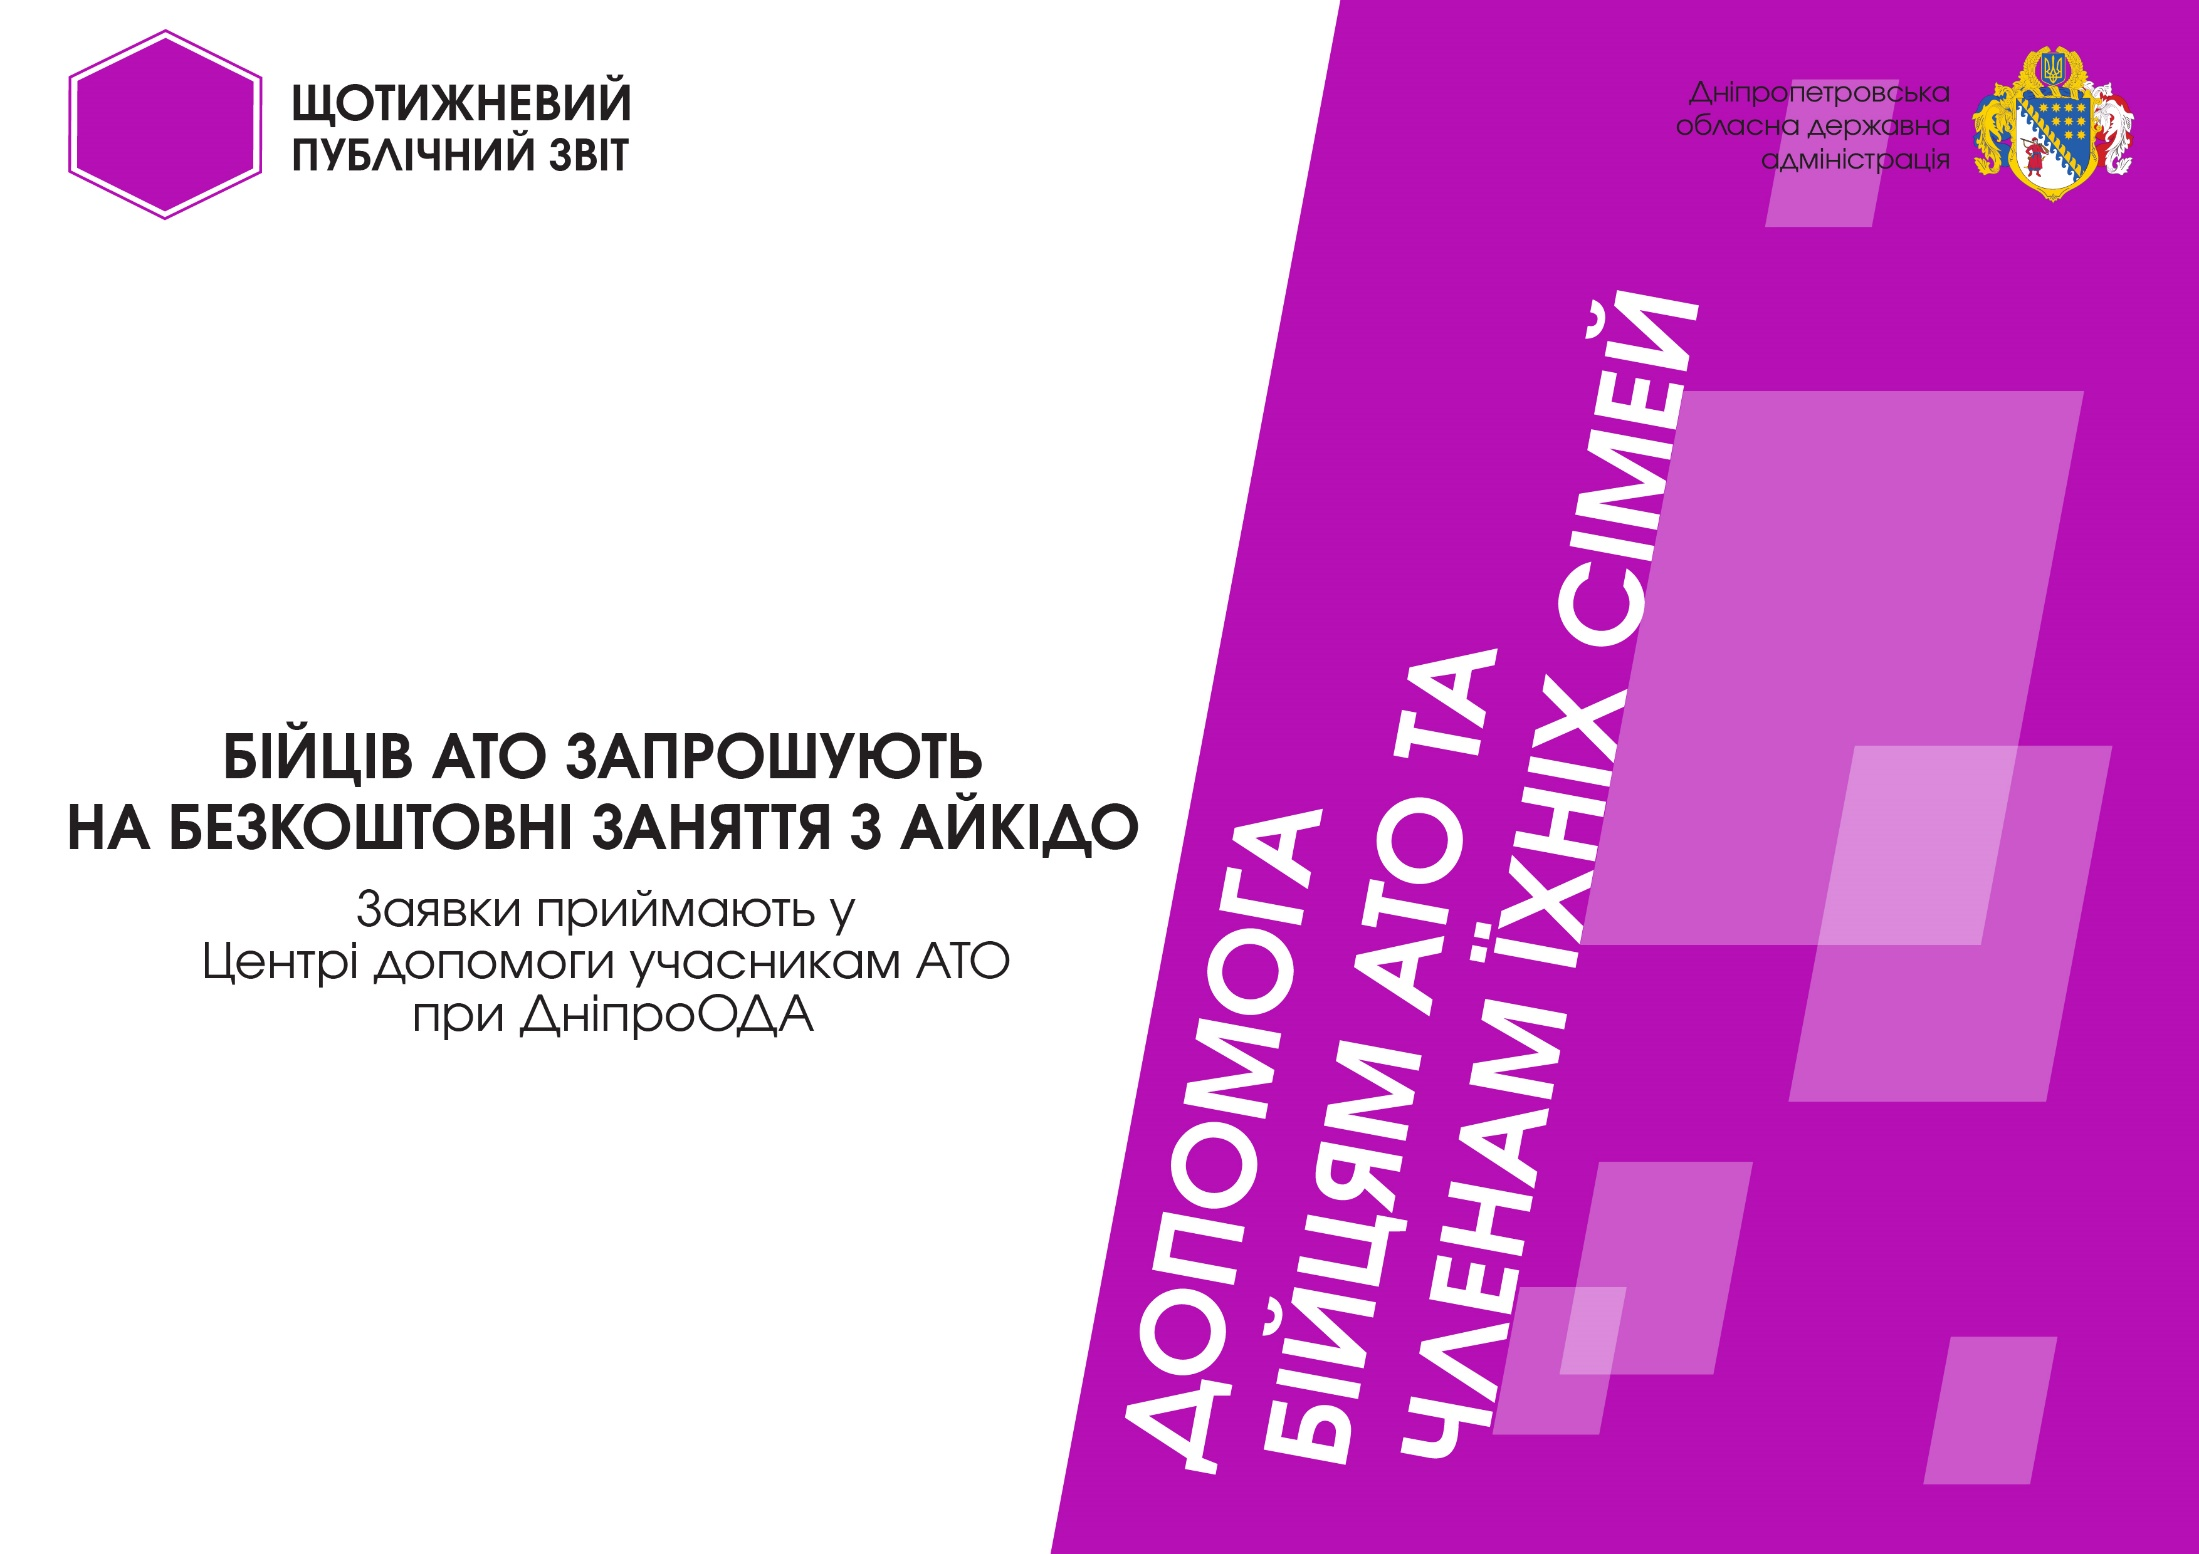 ЩОТИЖНЕВИЙ
ПУБЛІЧНИЙ ЗВІТ
Дніпропетровська
обласна державна
адміністрація
БІЙЦІВ АТО ЗАПРОШУЮТЬ
НА БЕЗКОШТОВНІ ЗАНЯТТЯ З АЙКІДО
Заявки приймають у
Центрі допомоги учасникам АТО
при ДніпроОДА
ДОПОМОГА
БІЙЦЯМ АТО ТА
ЧЛЕНАМ ЇХНІХ СІМЕЙ